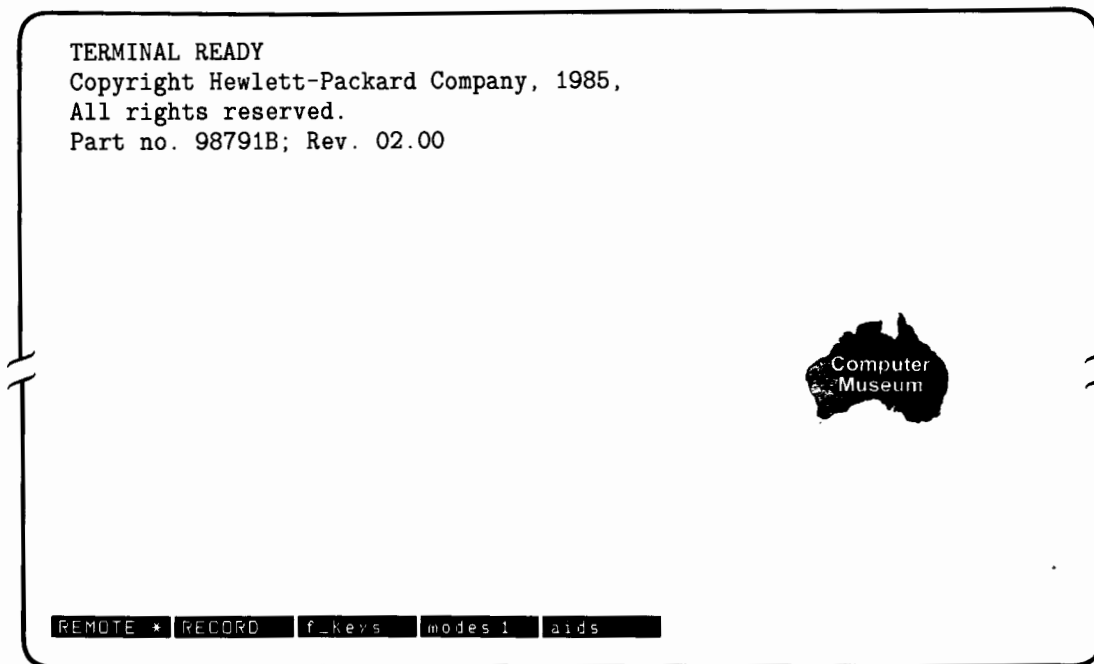 TERMINAL READY
Copyright Hewlett-Packard Company, 1985,
All rights reserved.
Part no. 98791B; Rev. 02.00
Computer
Museum
REMOTE * RECORD f_keys modes 1 aids